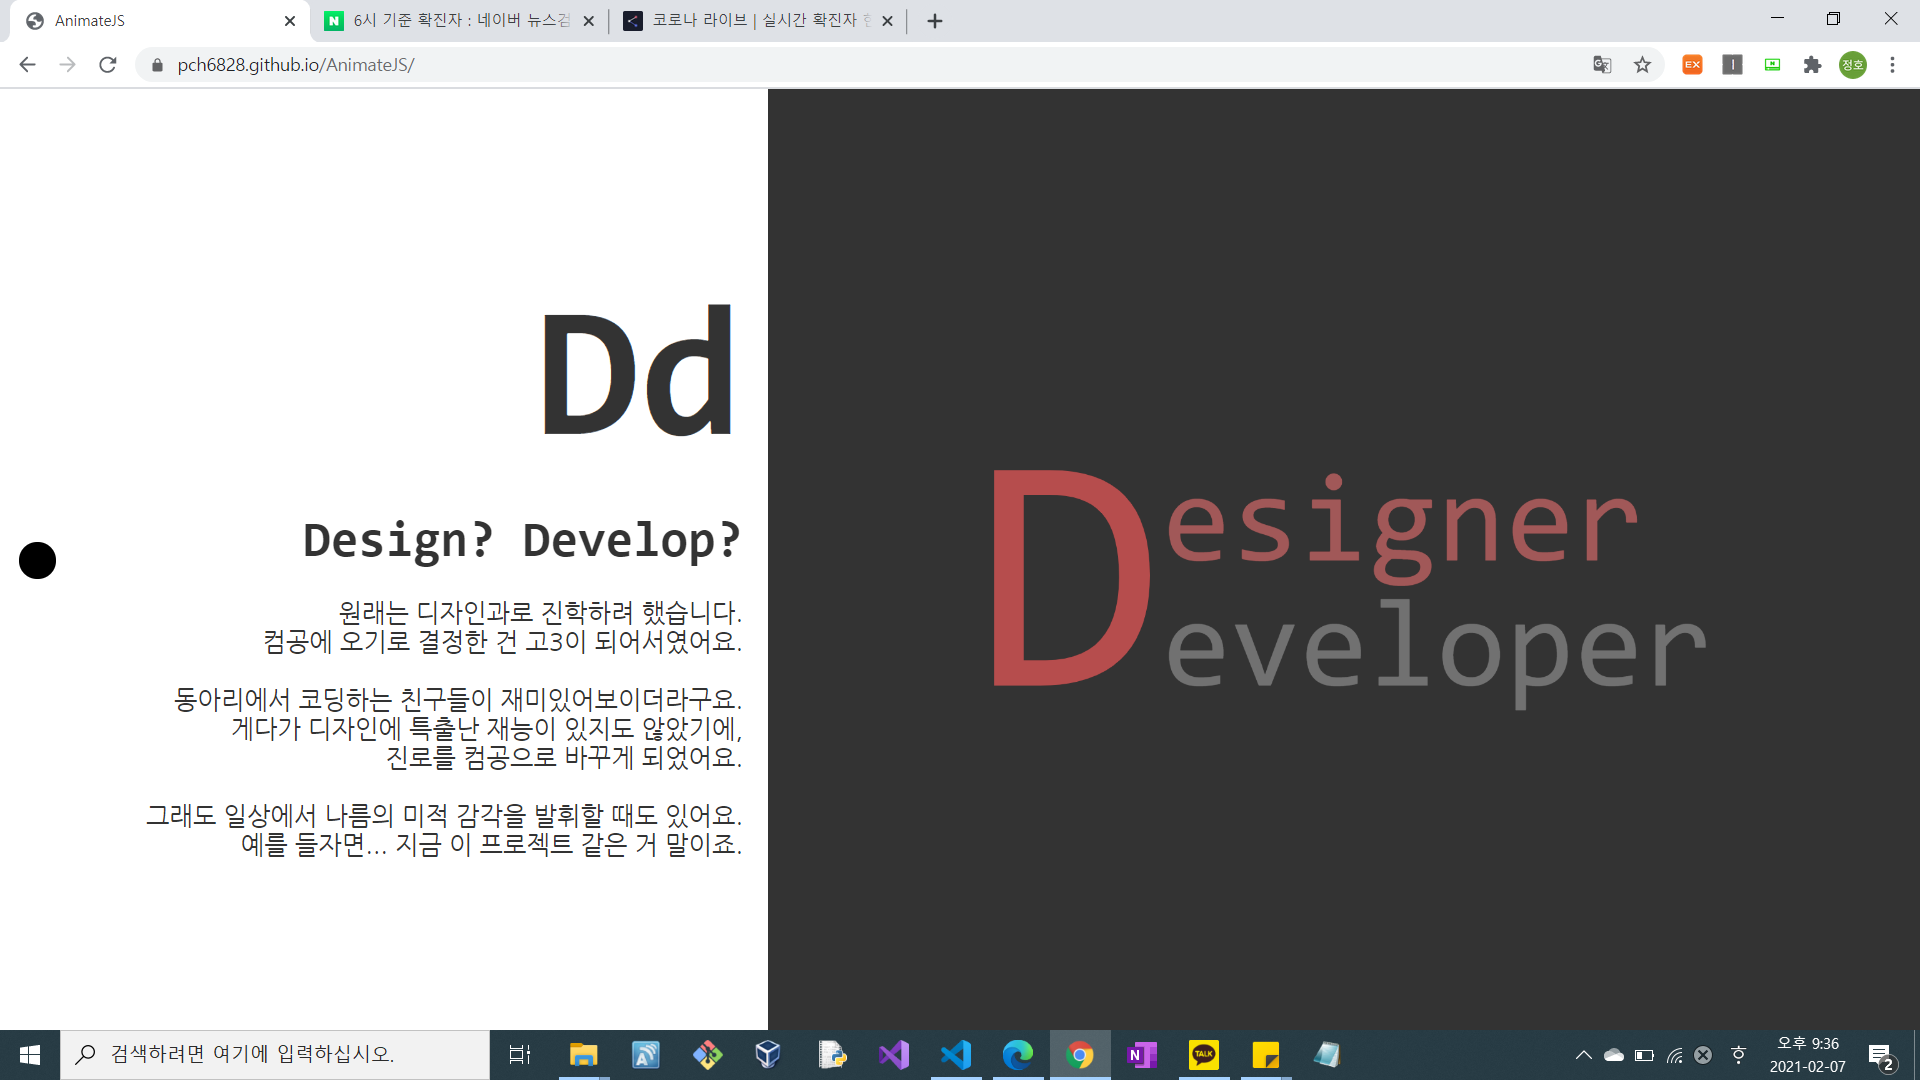 AnimateJS
6시 기준 확진자 : 네이버 뉴스검
코로나 라이브 | 실시간 확진자
pch6828.github.io/AnimateJS/
EX
정호
Dd
Design? Develop?
원래는 디자인과로 진학하려 했습니다.
컴공에 오기로 결정한 건 고3이 되어서였어요.
동아리에서 코딩하는 친구들이 재미있어보이더라구요.
게다가 디자인에 특출난 재능이 있지도 않았기에,
진로를 컴공으로 바꾸게 되었어요.
그래도 일상에서 나름의 미적 감각을 발휘할 때도 있어요.
예를 들자면... 지금 이 프로젝트 같은 거 말이죠.
Designer
eveloper
검색하려면 여기에 입력하십시오.
TALK
오후 9:36
2021-02-07
2